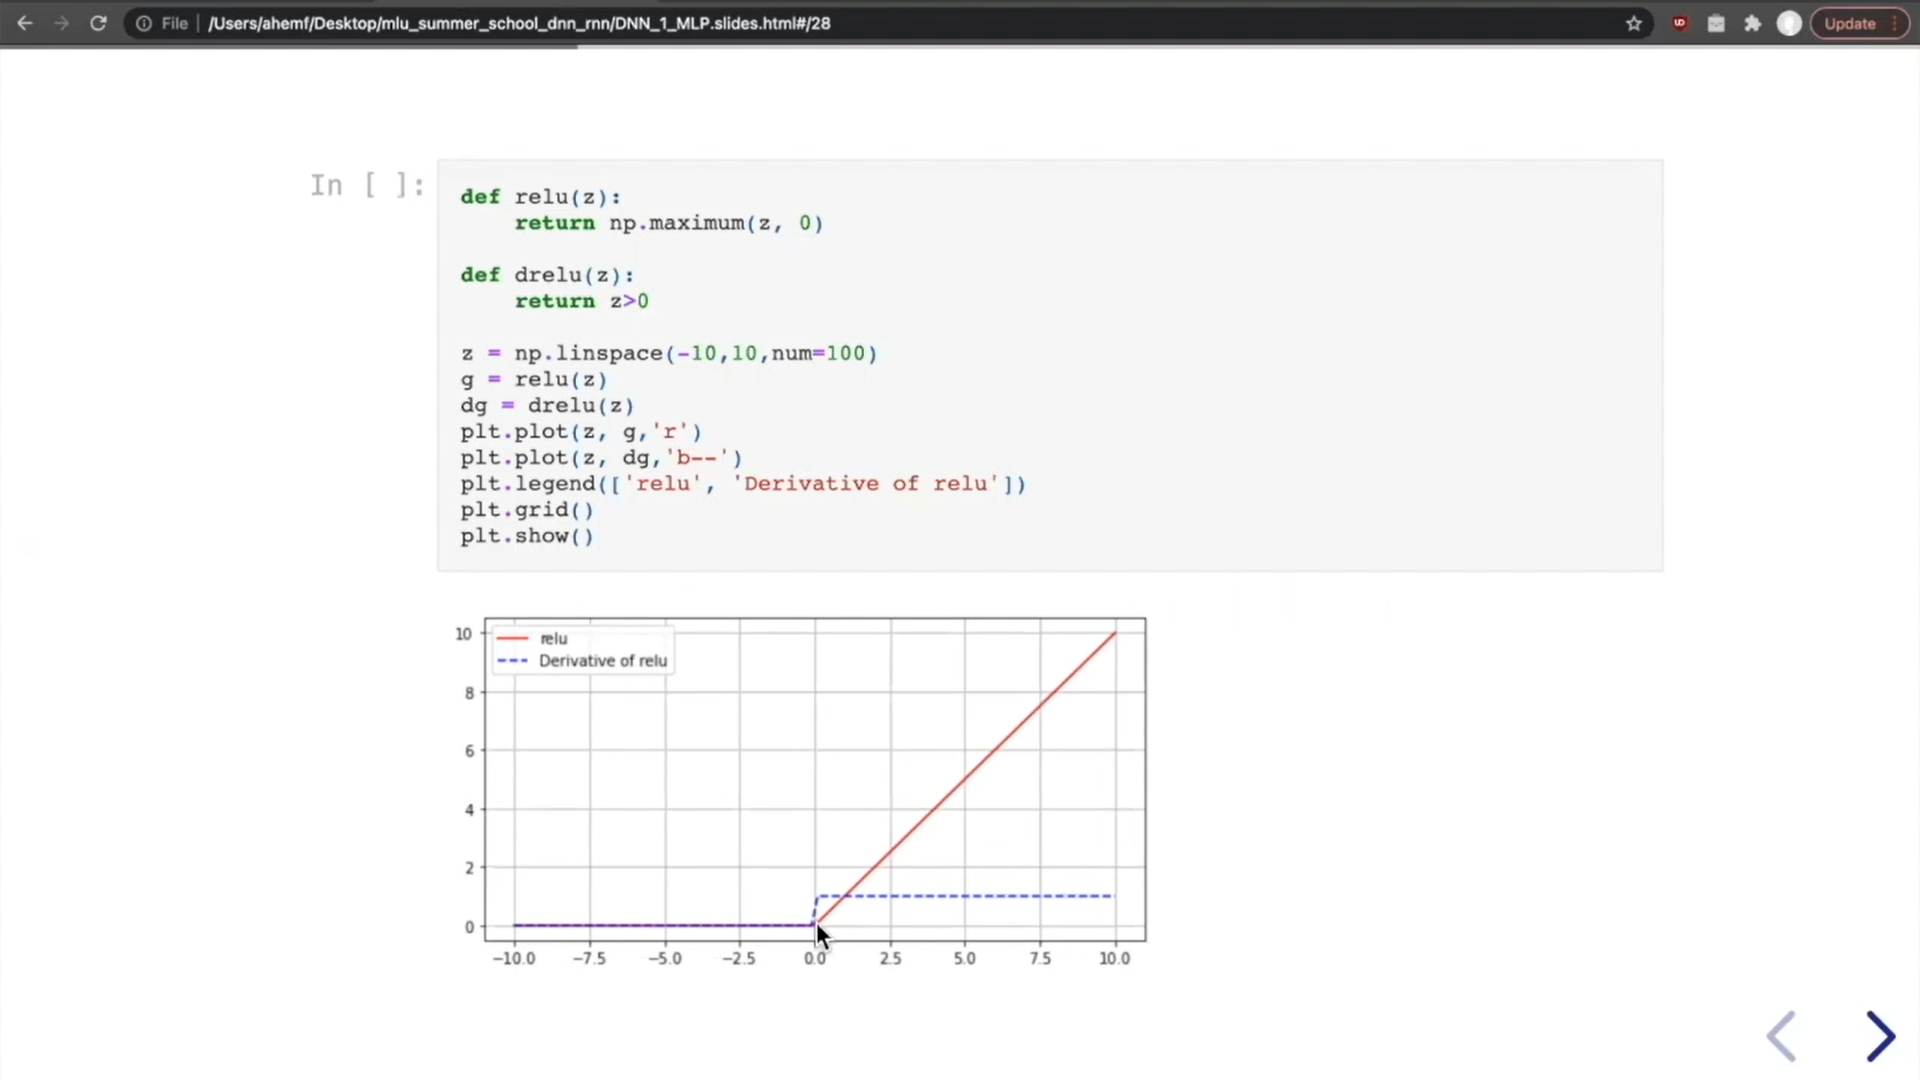 File | /Users/ahemf/Desktop/mlu_summer_school_dnn_rnn/DNN_1_MLP.slides.html#/28
Update
In [ ]:
def relu(z):
    return np.maximum(z, 0)
def drelu(z):
    return z>0
z = np.linspace(-10,10,num=100)
g = relu(z)
dg = drelu(z)
plt.plot(z, g,'r')
plt.plot(z, dg,'b--')
plt.legend(['relu', 'Derivative of relu'])
plt.grid()
plt.show()
relu
Derivative of relu
10
8
6
4
2
0
−10.0 −7.5 −5.0 −2.5 0.0 2.5 5.0 7.5 10.0